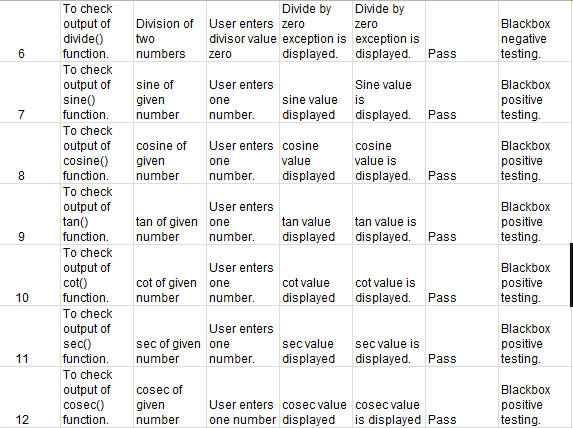 6 To check output of divide() function. Division of two numbers User enters divisor value zero Divide by zero exception is displayed. Divide by zero exception is displayed. Pass Blackbox negative testing.
7 To check output of sine() function. sine of given number User enters one number. sine value displayed Sine value is displayed. Pass Blackbox positive testing.
8 To check output of cosine() function. cosine of given number User enters one number. cosine value displayed cosine value is displayed. Pass Blackbox positive testing.
9 To check output of tan() function. tan of given number User enters one number. tan value displayed tan value is displayed. Pass Blackbox positive testing.
10 To check output of cot() function. cot of given number User enters one number. cot value displayed cot value is displayed. Pass Blackbox positive testing.
11 To check output of sec() function. sec of given number User enters one number. sec value displayed sec value is displayed. Pass Blackbox positive testing.
12 To check output of cosec() function. cosec of given number User enters one number cosec value displayed cosec value is displayed Pass Blackbox positive testing.